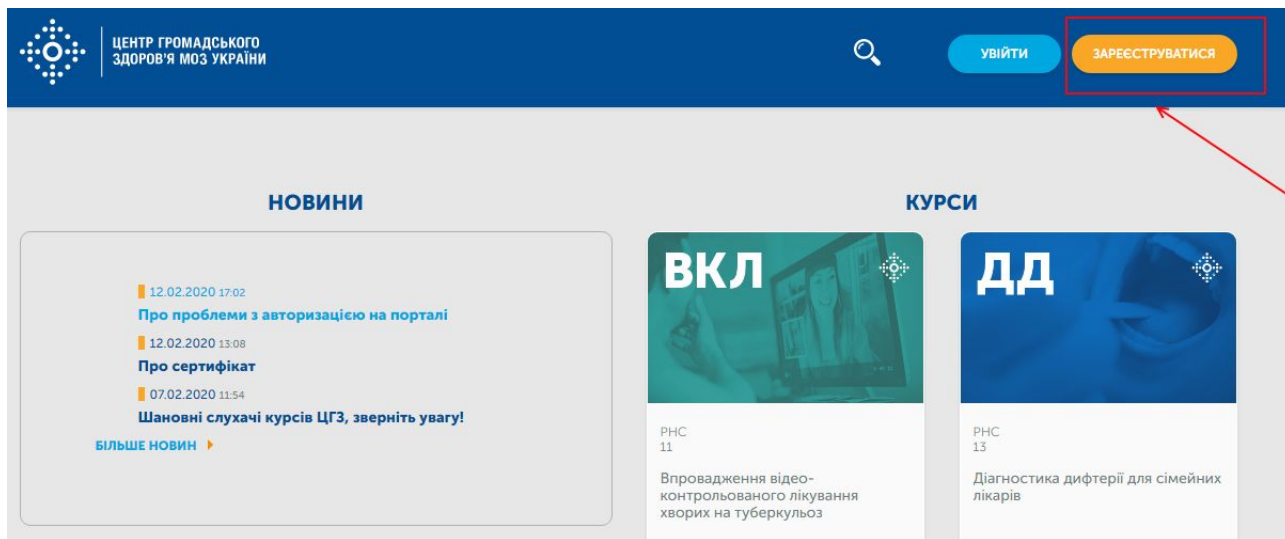 ЦЕНТР ГРОМАДСЬКОГО
ЗДОРОВ'Я МОЗ УКРАЇНИ
УВІЙТИ
ЗАРЕЄСТРУВАТИСЯ
НОВИНИ
12.02.2020 17:02
Про проблеми з авторизацією на порталі
12.02.2020 13:08
Про сертифікат
07.02.2020 11:54
Шановні слухачі курсів ЦГЗ, зверніть увагу!
БІЛЬШЕ НОВИН
КУРСИ
ВКЛ
PHC
11
Впровадження відео-
контрольованого лікування
хворих на туберкульоз
ДД
PHC
13
Діагностика дифтерії для сімейних
лікарів